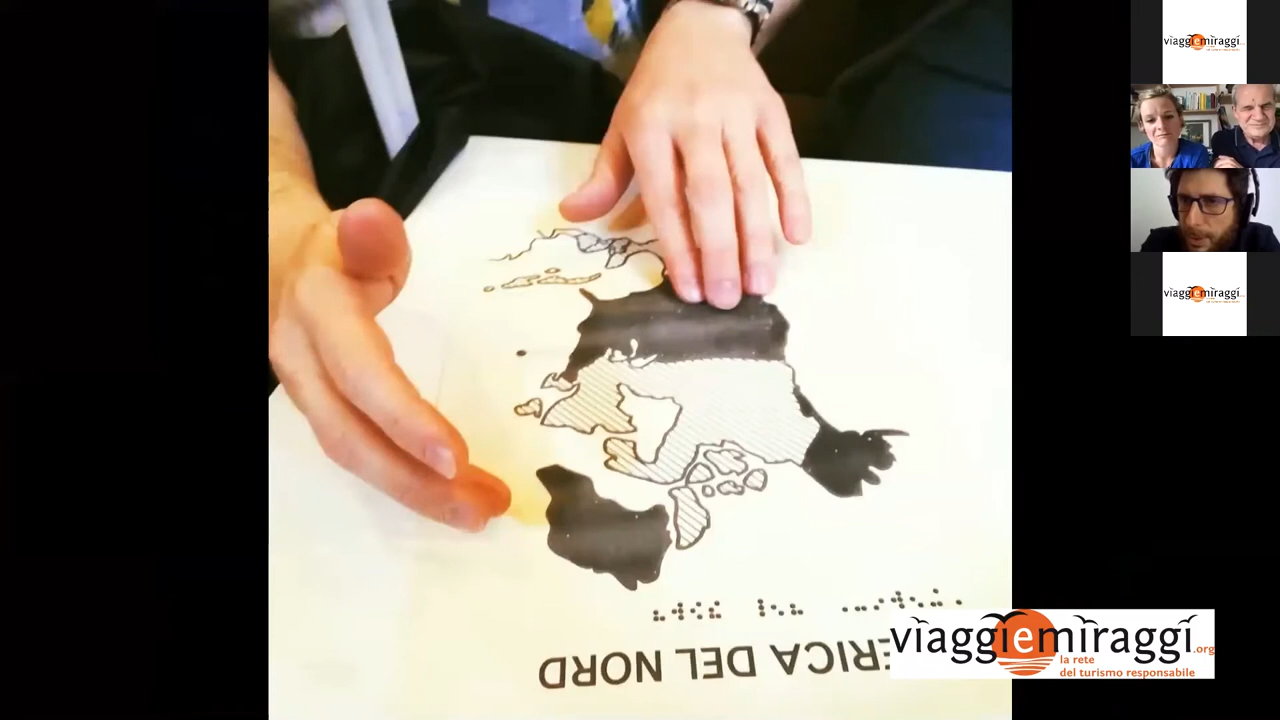 viaggiemiraggi
viaggiemiraggi
ERICA DEL NORD
viaggiemiraggi.org
la rete
del turismo responsabile